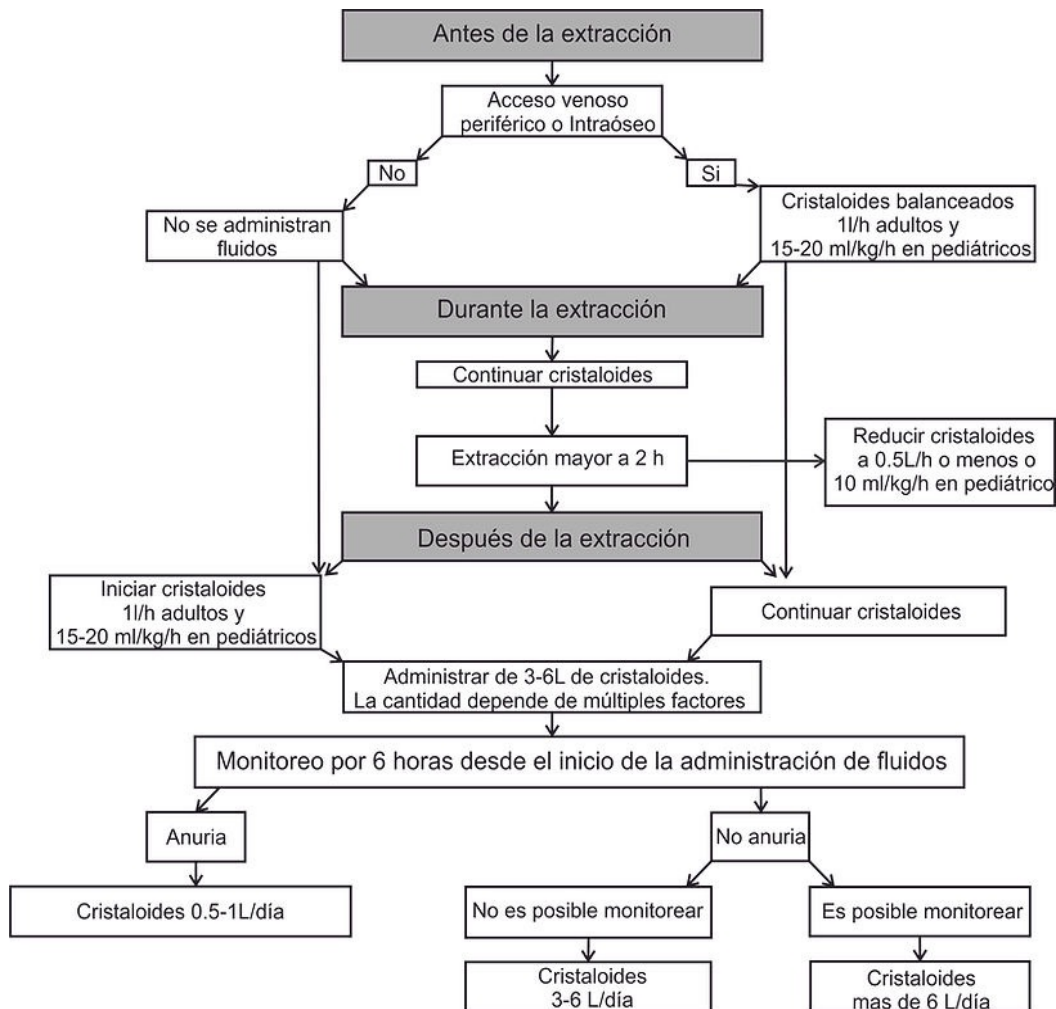 Antes de la extracción
Acceso venoso
periférico o Intraóseo
No
Si
No se administran
fluidos
Cristaloides balanceados
1l/h adultos y
15-20 ml/kg/h en pediátricos
Durante la extracción
Continuar cristaloides
Extracción mayor a 2 h
Reducir cristaloides
a 0.5L/h o menos o
10 ml/kg/h en pediátrico
Después de la extracción
Iniciar cristaloides
1l/h adultos y
15-20 ml/kg/h en pediátricos
Continuar cristaloides
Administrar de 3-6L de cristaloides.
La cantidad depende de múltiples factores
Monitoreo por 6 horas desde el inicio de la administración de fluidos
Anuria
No anuria
Cristaloides 0.5-1L/día
No es posible monitorear
Es posible monitorear
Cristaloides
3-6 L/día
Cristaloides
mas de 6 L/día